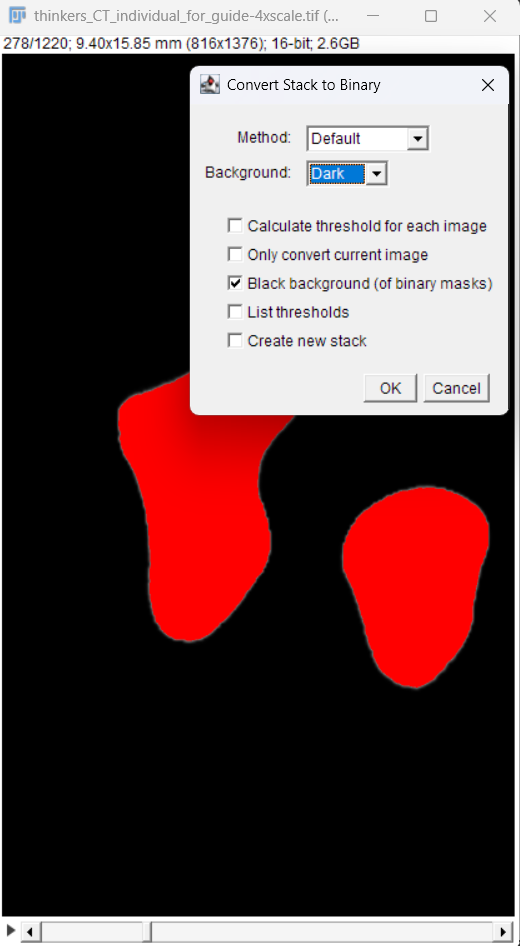 thinkers_CT_individual_for_guide-4xscale.tif (...
278/1220; 9.40x15.85 mm (816x1376); 16-bit; 2.6GB
Convert Stack to Binary
Method: Default
Background: Dark
Calculate threshold for each image
Only convert current image
Black background (of binary masks)
List thresholds
Create new stack
OK Cancel